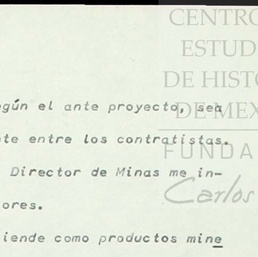 CENTRO
ESTUD
DE HISTO
DE MEX
FUNDA
Carlos
egún el ante proyecto, sea
te entre los contratistas.
Director de Minas me in-
ores.
iende como productos mine